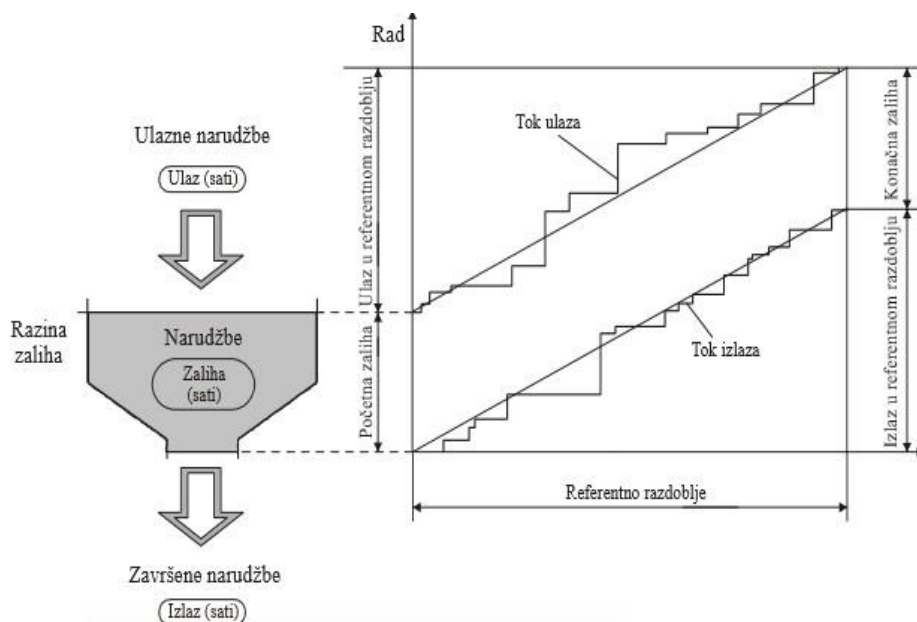 Rad
Ulazne narudžbe
Ulaz (sati)
Razina
zaliha
Narudžbe
Zaliha
(sati)
Završene narudžbe
Izlaz (sati)
Početna zaliha
Ulaz u referentnom razdoblju
Tok ulaza
Tok izlaza
Konačna zaliha
Izlaz u referentnom razdoblju
Referentno razdoblje